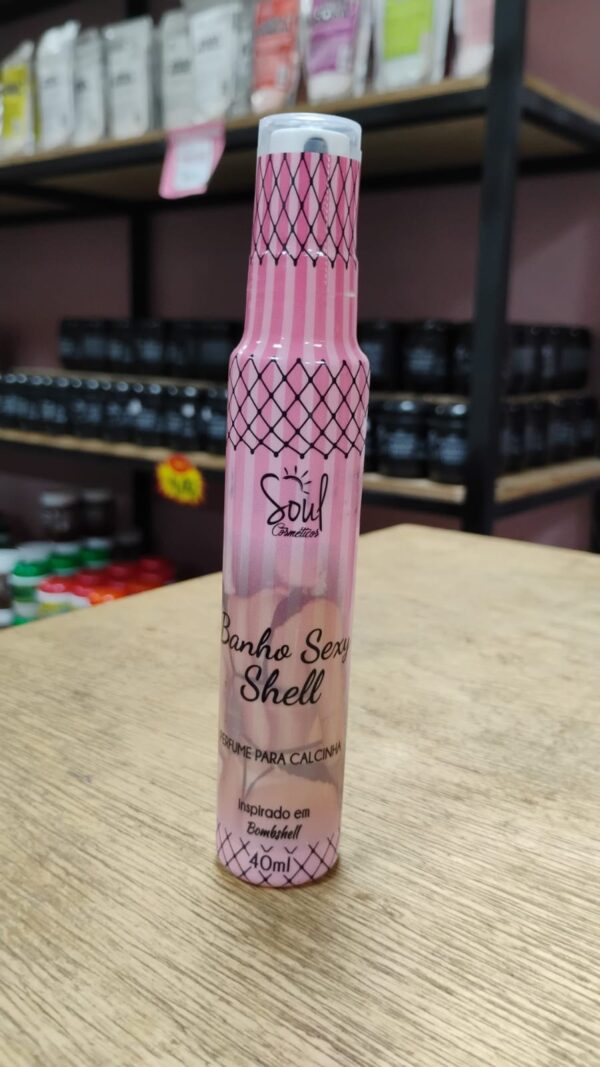 Soul
Cosméticos
Banho Sexy
Shell
PERFUME PARA CALCINHA
inspirado em
Bombshell
40ml